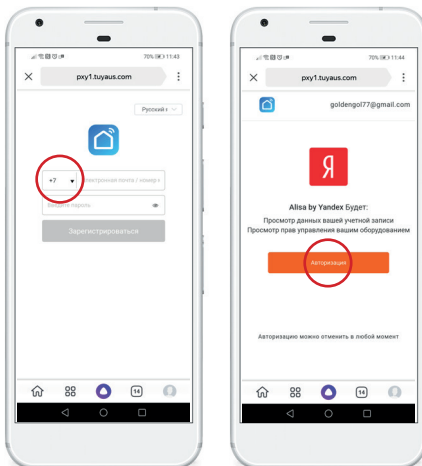 70% 11:43
pxy1.tuyaus.com
Русский
+7
Электронная почта / номер
Введите пароль
Зарегистрироваться
14
70% 11:44
pxy1.tuyaus.com
goldengol77@gmail.com
Я
Alisa by Yandex Будет:
Просмотр данных вашей учетной записи
Просмотр прав управления вашим оборудованием
Авторизация
Авторизацию можно отменить в любой момент
14